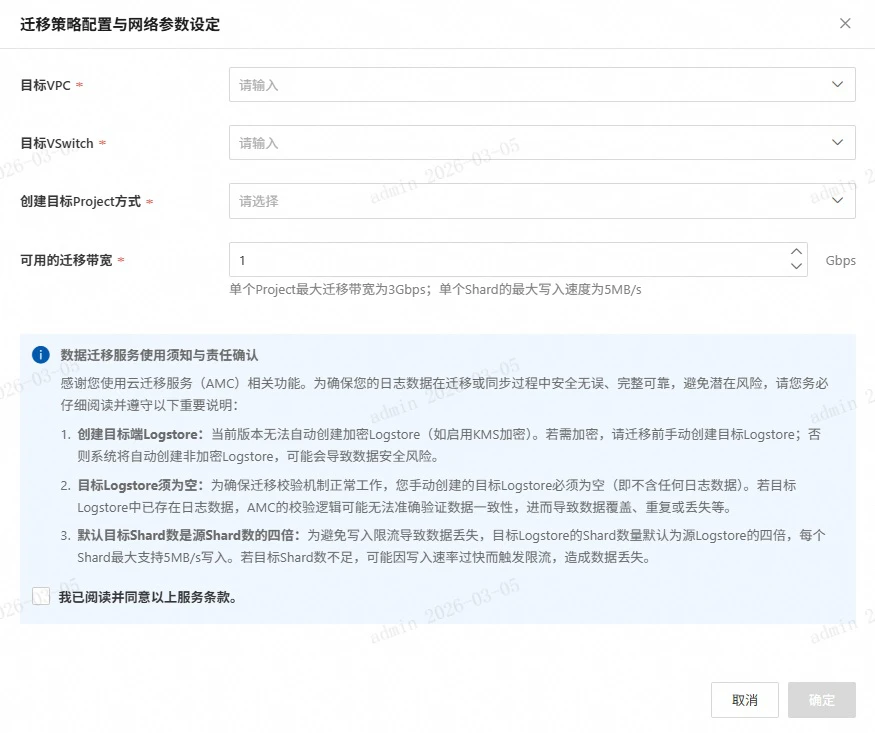 迁移策略配置与网络参数设定
目标VPC *
请输入
目标VSwitch *
请输入
创建目标Project方式 *
请选择
可用的迁移带宽 *
1
Gbps
单个Project最大迁移带宽为3Gbps；单个Shard的最大写入速度为5MB/s
数据迁移服务使用须知与责任确认
感谢您使用云迁移服务（AMC）相关功能。为确保您的日志数据在迁移或同步过程中安全无误、完整可靠，避免潜在风险，请您务必
仔细阅读并遵守以下重要说明：
1. 创建目标端Logstore：当前版本无法自动创建加密Logstore（如启用KMS加密）。若需加密，请迁移前手动创建目标Logstore；否
则系统将自动创建非加密Logstore，可能会导致数据安全风险。
2. 目标Logstore须为空：为确保迁移校验机制正常工作，您手动创建的目标Logstore必须为空（即不含任何日志数据）。若目标
Logstore中已存在日志数据，AMC的校验逻辑可能无法准确验证数据一致性，进而导致数据覆盖、重复或丢失等。
3. 默认目标Shard数是源Shard数的四倍：为避免写入限流导致数据丢失，目标Logstore的Shard数量默认为源Logstore的四倍，每个
Shard最大支持5MB/s写入。若目标Shard数不足，可能因写入速率过快而触发限流，造成数据丢失。
我已阅读并同意以上服务条款。
取消
确定
026-03-05
admin 2026-03-05
admin 2
026-03-05
admin 2026-03-05
admin 2
026-03-05
admin 2026-03-05
admin 2